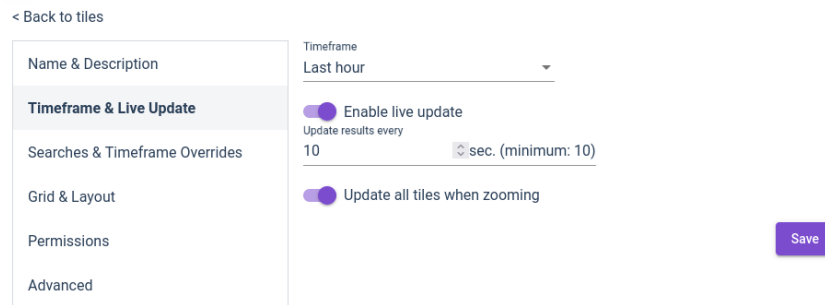 < Back to tiles
Name & Description
Timeframe & Live Update
Searches & Timeframe Overrides
Grid & Layout
Permissions
Advanced
Timeframe
Last hour
Enable live update
Update results every
10 sec. (minimum: 10)
Update all tiles when zooming
Save